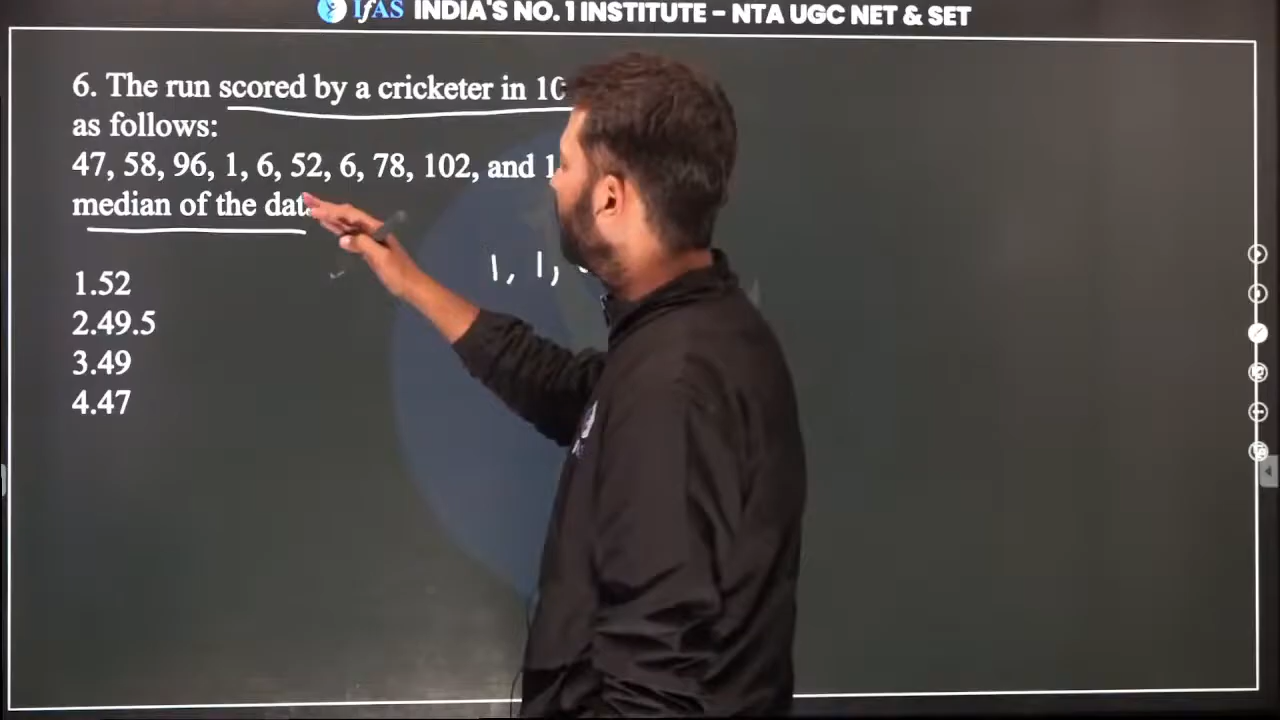 IfAS INDIA'S NO. 1 INSTITUTE – NTA UGC NET & SET
6. The run scored by a cricketer in 10
as follows:
47, 58, 96, 1, 6, 52, 6, 78, 102, and 1
median of the data
1, 1,
1.52
2.49.5
3.49
4.47